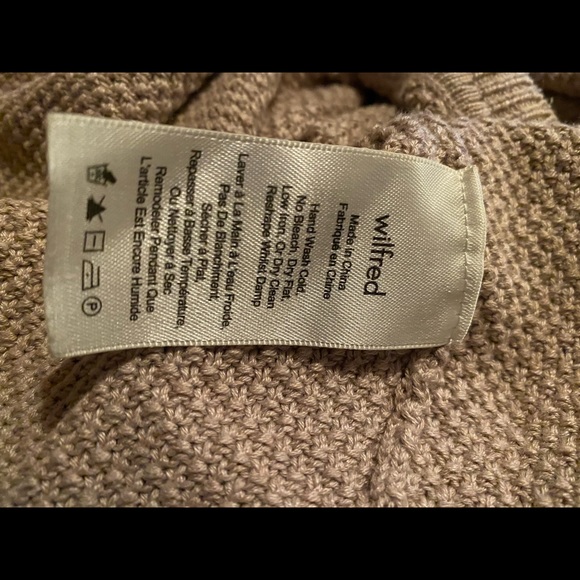 wilfred
Made in China
Fabriqué en Chine
Hand Wash Cold,
No Bleach, Dry Flat,
Low Iron, Or Dry Clean
Reshape Whilst Damp
Laver à La Main à L'eau Froide,
Pas De Blanchiment,
Sécher à Plat,
Repasser à Basse Température,
Ou Nettoyer à Sec
Remodeler Pendant Que
L'article Est Encore Humide
P